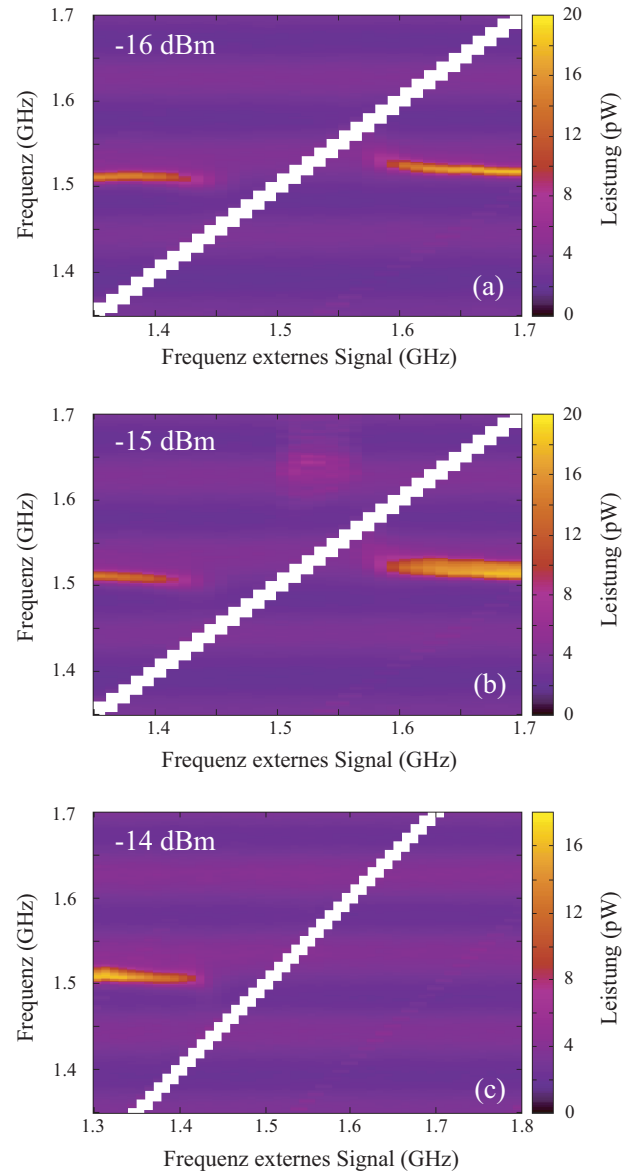 -16 dBm
1.7
1.6
1.5
1.4
Frequenz (GHz)
1.4
1.5
1.6
1.7
Frequenz externes Signal (GHz)
(a)
20
16
12
8
4
0
Leistung (pW)
-15 dBm
1.7
1.6
1.5
1.4
Frequenz (GHz)
1.4
1.5
1.6
1.7
Frequenz externes Signal (GHz)
(b)
20
16
12
8
4
0
Leistung (pW)
-14 dBm
1.7
1.6
1.5
1.4
Frequenz (GHz)
1.3
1.4
1.5
1.6
1.7
1.8
Frequenz externes Signal (GHz)
(c)
16
12
8
4
0
Leistung (pW)